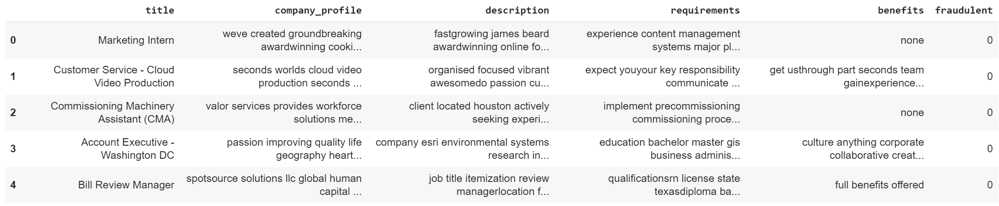 title company_profile description requirements benefits fraudulent
0 Marketing Intern weve created groundbreaking awardwinning cooki... fastgrowing james beard awardwinning online fo... experience content management systems major pl... none 0
1 Customer Service - Cloud Video Production seconds worlds cloud video production seconds ... organised focused vibrant awesomedo passion cu... expect youyour key responsibility communicate ... get usthrough part seconds team gainexperience... 0
2 Commissioning Machinery Assistant (CMA) valor services provides workforce solutions me... client located houston actively seeking experi... implement precommissioning commissioning proce... none 0
3 Account Executive - Washington DC passion improving quality life geography heart... company esri environmental systems research in... education bachelor master gis business adminis... culture anything corporate collaborative creat... 0
4 Bill Review Manager spotsource solutions llc global human capital ... job title itemization review managerlocation f... qualificationsrn license state texasdiploma ba... full benefits offered 0